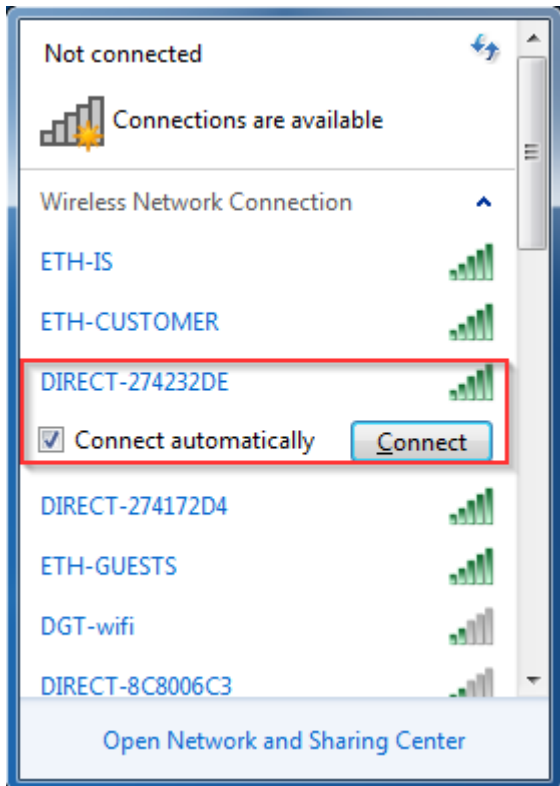 Not connected
Connections are available
Wireless Network Connection
ETH-IS
ETH-CUSTOMER
DIRECT-274232DE
Connect automatically Connect
DIRECT-274172D4
ETH-GUESTS
DGT-wifi
DIRECT-8C8006C3
Open Network and Sharing Center